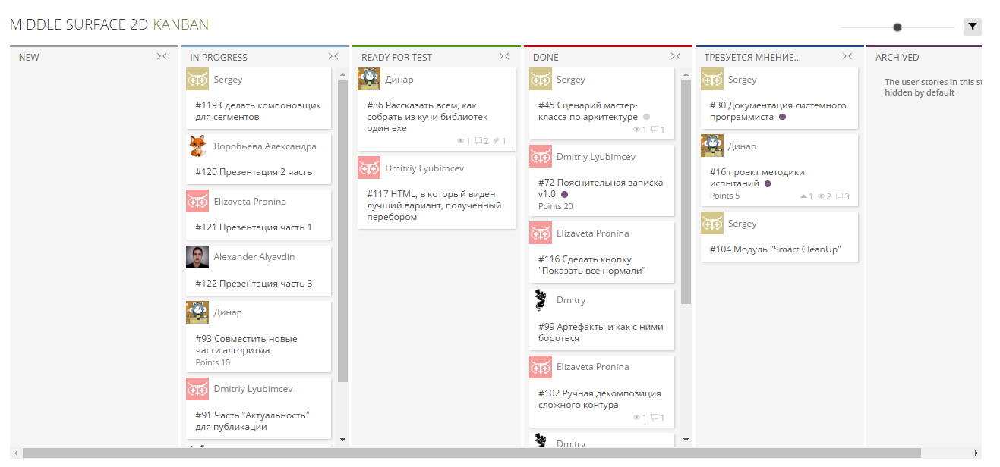 MIDDLE SURFACE 2D KANBAN
NEW
IN PROGRESS
Sergey
#119 Сделать компоновщик
для сегментов
Воробьева Александра
#120 Презентация 2 часть
Elizaveta Pronina
#121 Презентация часть 1
Alexander Alyavdin
#122 Презентация часть 3
Динар
#93 Совместить новые
части алгоритма
Points 10
Dmitriy Lyubimcev
#91 Часть "Актуальность"
для публикации
READY FOR TEST
Динар
#86 Рассказать всем, как
собрать из кучи библиотек
один exe
1 2 1
Dmitriy Lyubimcev
#117 HTML, в который виден
лучший вариант, полученный
перебором
DONE
Sergey
#45 Сценарий мастер-
класса по архитектуре
1 1
Dmitriy Lyubimcev
#72 Пояснительная записка
v1.0
Points 20
Elizaveta Pronina
#116 Сделать кнопку
"Показать все нормали"
Dmitry
#99 Артефакты и как с ними
бороться
Elizaveta Pronina
#102 Ручная декомпозиция
сложного контура
1 1
Dmitry
ТРЕБУЕТСЯ МНЕНИЕ...
Sergey
#30 Документация системного
программиста
Динар
#16 проект методики
испытаний
Points 5 1 2 3
Sergey
#104 Модуль "Smart CleanUp"
ARCHIVED
The user stories in this st
hidden by default